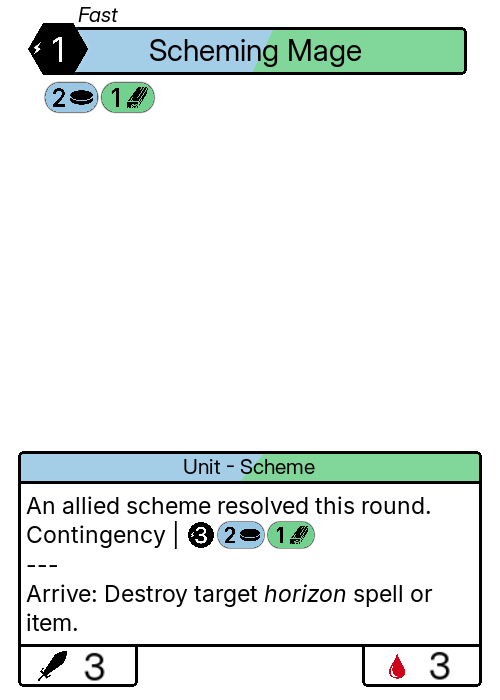 Fast
1 Scheming Mage
2 1
Unit - Scheme
An allied scheme resolved this round.
Contingency | 3 2 1
---
Arrive: Destroy target horizon spell or
item.
3 3